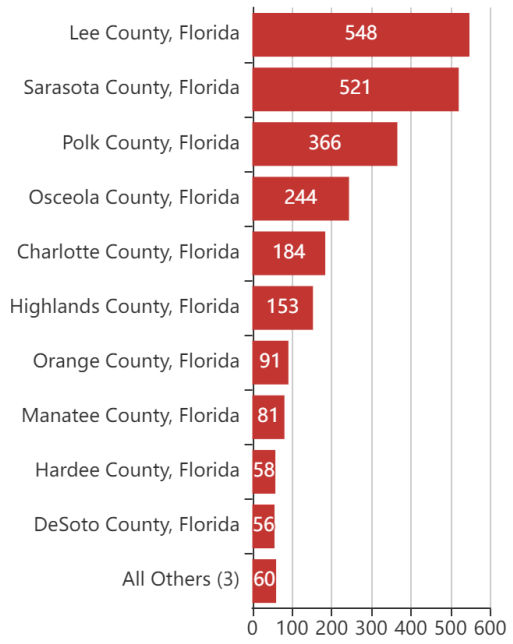 Lee County, Florida 548
Sarasota County, Florida 521
Polk County, Florida 366
Osceola County, Florida 244
Charlotte County, Florida 184
Highlands County, Florida 153
Orange County, Florida 91
Manatee County, Florida 81
Hardee County, Florida 58
DeSoto County, Florida 56
All Others (3) 60
0 100 200 300 400 500 600